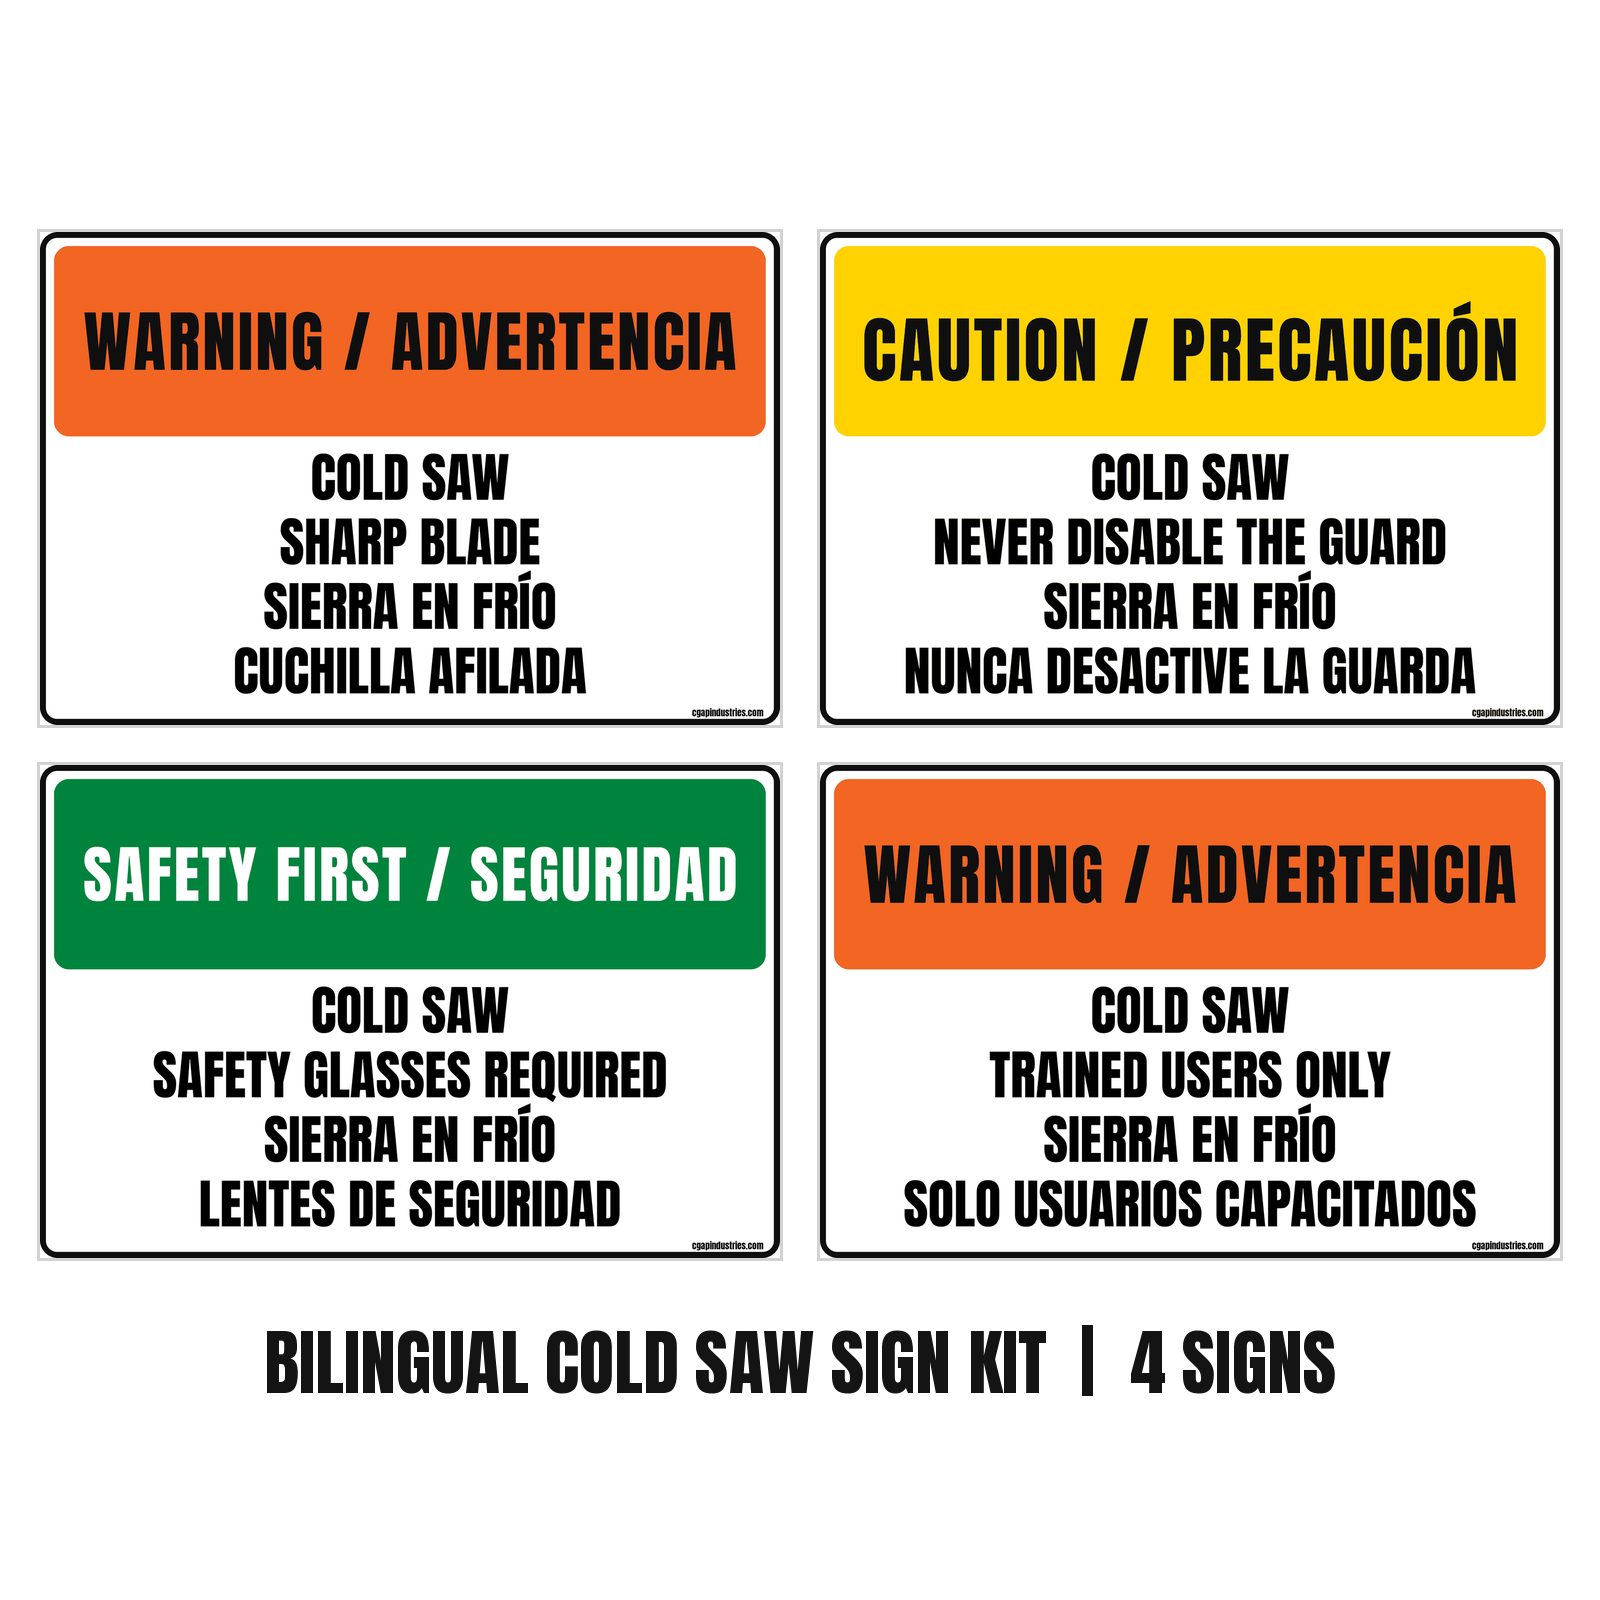 WARNING / ADVERTENCIA
COLD SAW
SHARP BLADE
SIERRA EN FRÍO
CUCHILLA AFILADA
cgapindustries.com
CAUTION / PRECAUCIÓN
COLD SAW
NEVER DISABLE THE GUARD
SIERRA EN FRÍO
NUNCA DESACTIVE LA GUARDA
cgapindustries.com
SAFETY FIRST / SEGURIDAD
COLD SAW
SAFETY GLASSES REQUIRED
SIERRA EN FRÍO
LENTES DE SEGURIDAD
cgapindustries.com
WARNING / ADVERTENCIA
COLD SAW
TRAINED USERS ONLY
SIERRA EN FRÍO
SOLO USUARIOS CAPACITADOS
cgapindustries.com
BILINGUAL COLD SAW SIGN KIT | 4 SIGNS